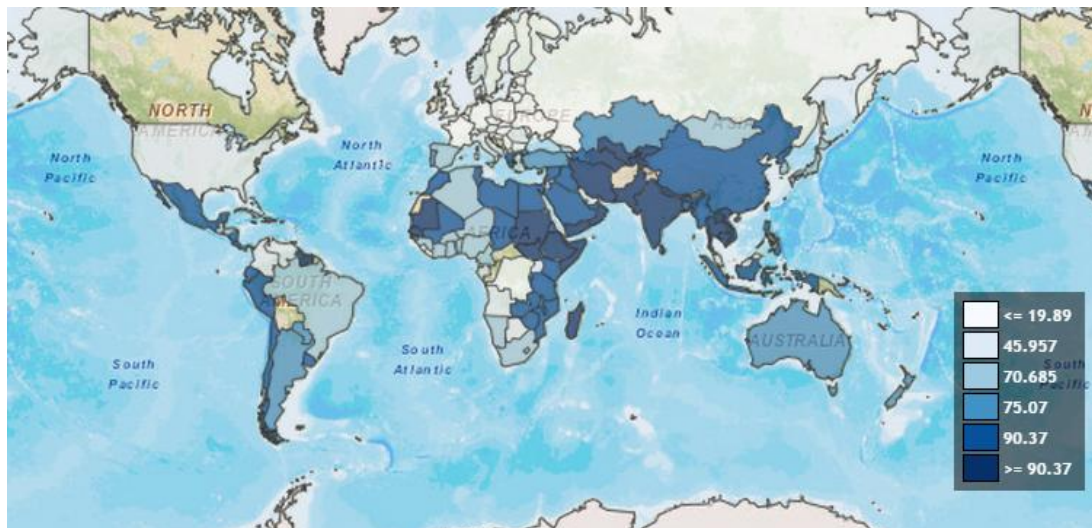 NORTH
AMERICA
North
Pacific
North
Atlantic
EUROPE
ASIA
North
Pacific
AFRICA
SOUTH
AMERICA
Indian
Ocean
AUSTRALIA
South
Pacific
South
Atlantic
South
<= 19.89
45.957
70.685
75.07
90.37
>= 90.37